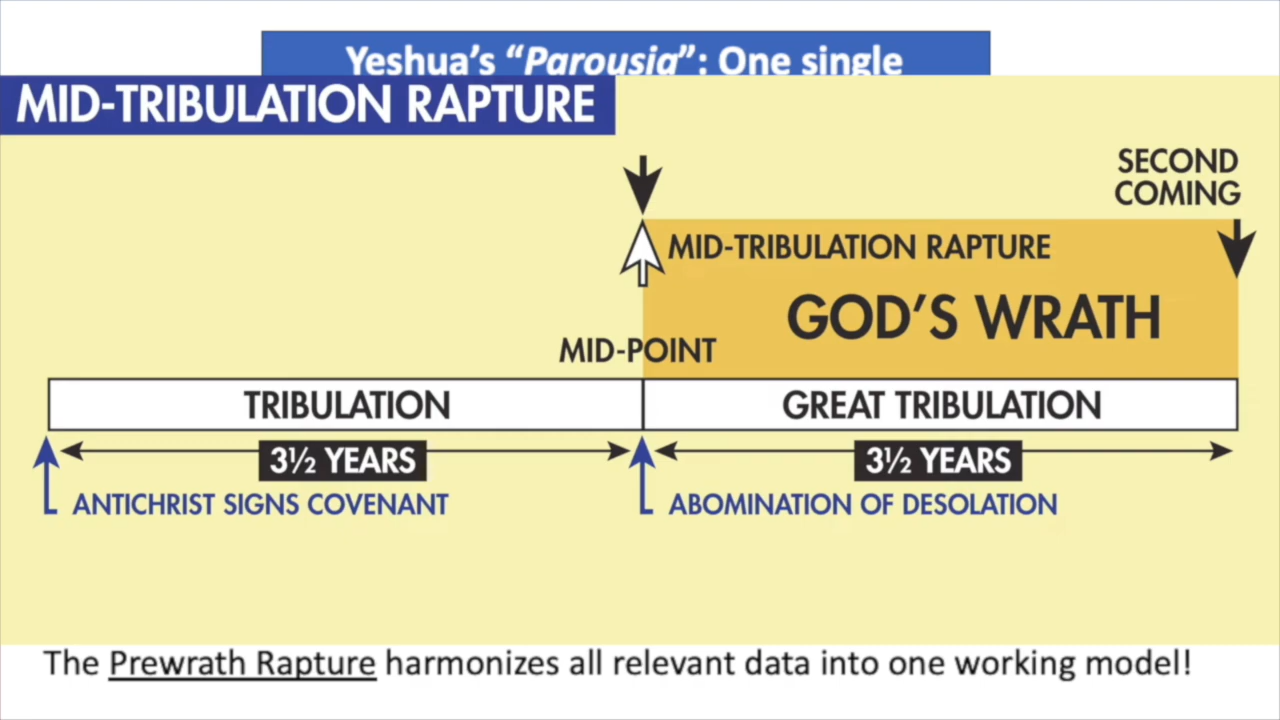 Yeshua's "Parousia": One single
MID-TRIBULATION RAPTURE
SECOND
COMING
MID-TRIBULATION RAPTURE
GOD'S WRATH
MID-POINT
TRIBULATION
GREAT TRIBULATION
3½ YEARS
3½ YEARS
ANTICHRIST SIGNS COVENANT
ABOMINATION OF DESOLATION
The Prewrath Rapture harmonizes all relevant data into one working model!